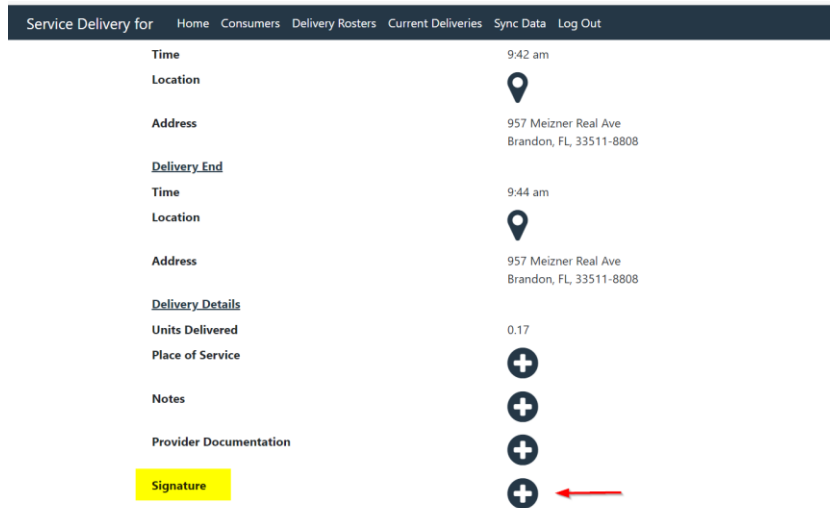 Service Delivery for Home Consumers Delivery Rosters Current Deliveries Sync Data Log Out
Time 9:42 am
Location
Address 957 Meizner Real Ave
Brandon, FL, 33511-8808
Delivery End
Time 9:44 am
Location
Address 957 Meizner Real Ave
Brandon, FL, 33511-8808
Delivery Details
Units Delivered 0.17
Place of Service
Notes
Provider Documentation
Signature